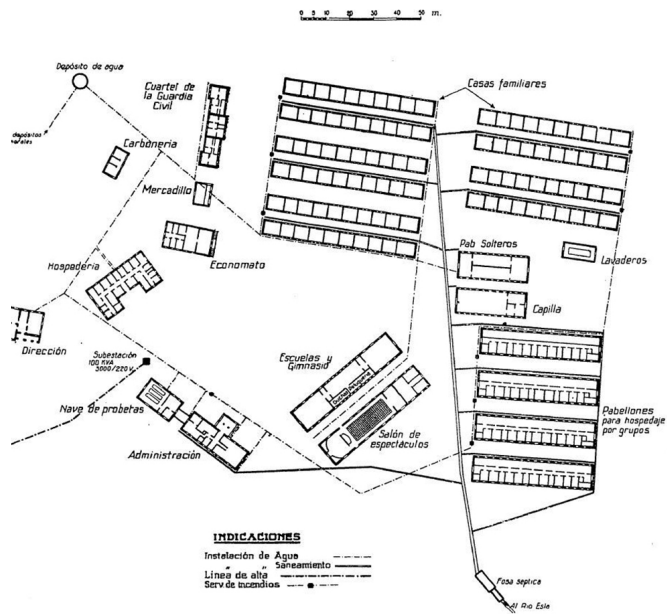 0 5 10 20 30 40 50 m.
Depósito de agua
Cuartel de
la Guardia
Civil
Casas familiares
depósitos
Carbonería
Mercadillo
Economato
Hospedería
Pab Solteros
Lavaderos
Capilla
Dirección
Subestación
100 KVA
3000/220 V.
Escuelas y
Gimnasio
Nave de probetas
Salón de
espectáculos
Administración
Pabellones
para hospedaje
por grupos
INDICACIONES
Instalación de Agua
" " Saneamiento
Línea de alta
Serv. de incendios
Fosa séptica
Al Rio Esla